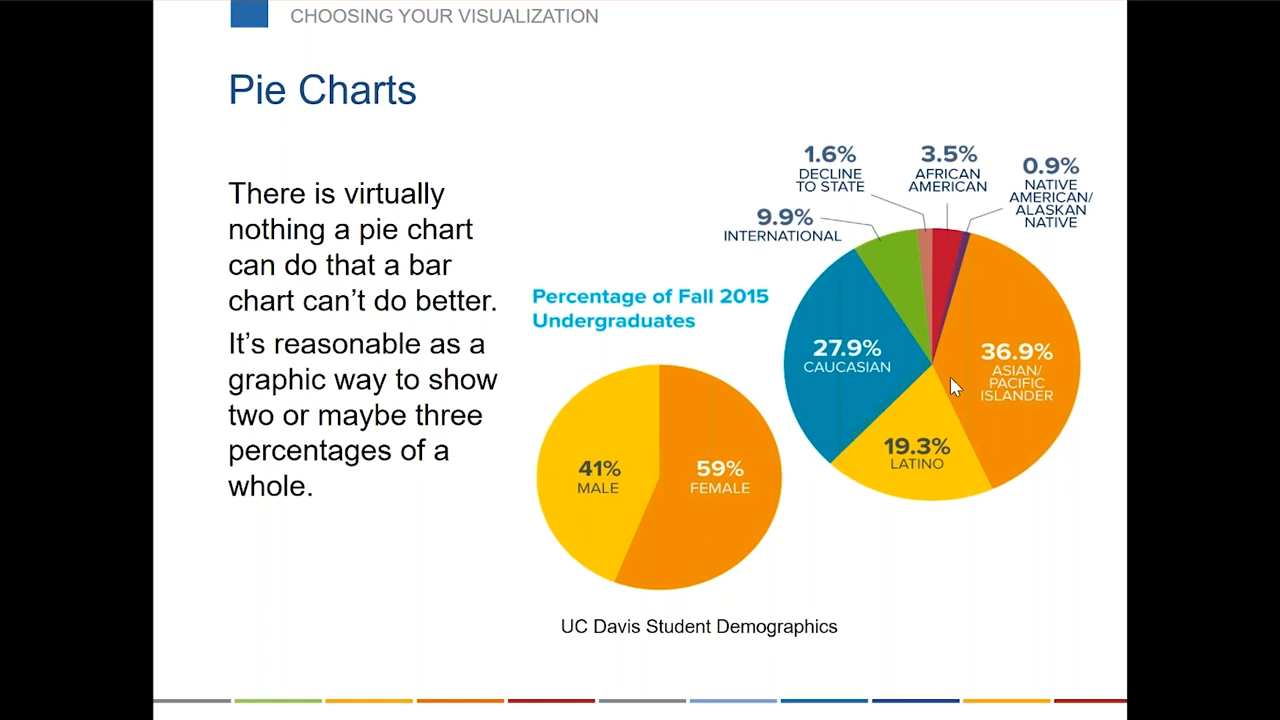 CHOOSING YOUR VISUALIZATION
Pie Charts
There is virtually
nothing a pie chart
can do that a bar
chart can't do better.
It's reasonable as a
graphic way to show
two or maybe three
percentages of a
whole.
Percentage of Fall 2015
Undergraduates
41%
MALE
59%
FEMALE
1.6%
DECLINE
TO STATE
3.5%
AFRICAN
AMERICAN
0.9%
NATIVE
AMERICAN/
ALASKAN
NATIVE
9.9%
INTERNATIONAL
27.9%
CAUCASIAN
36.9%
ASIAN/
PACIFIC
ISLANDER
19.3%
LATINO
UC Davis Student Demographics